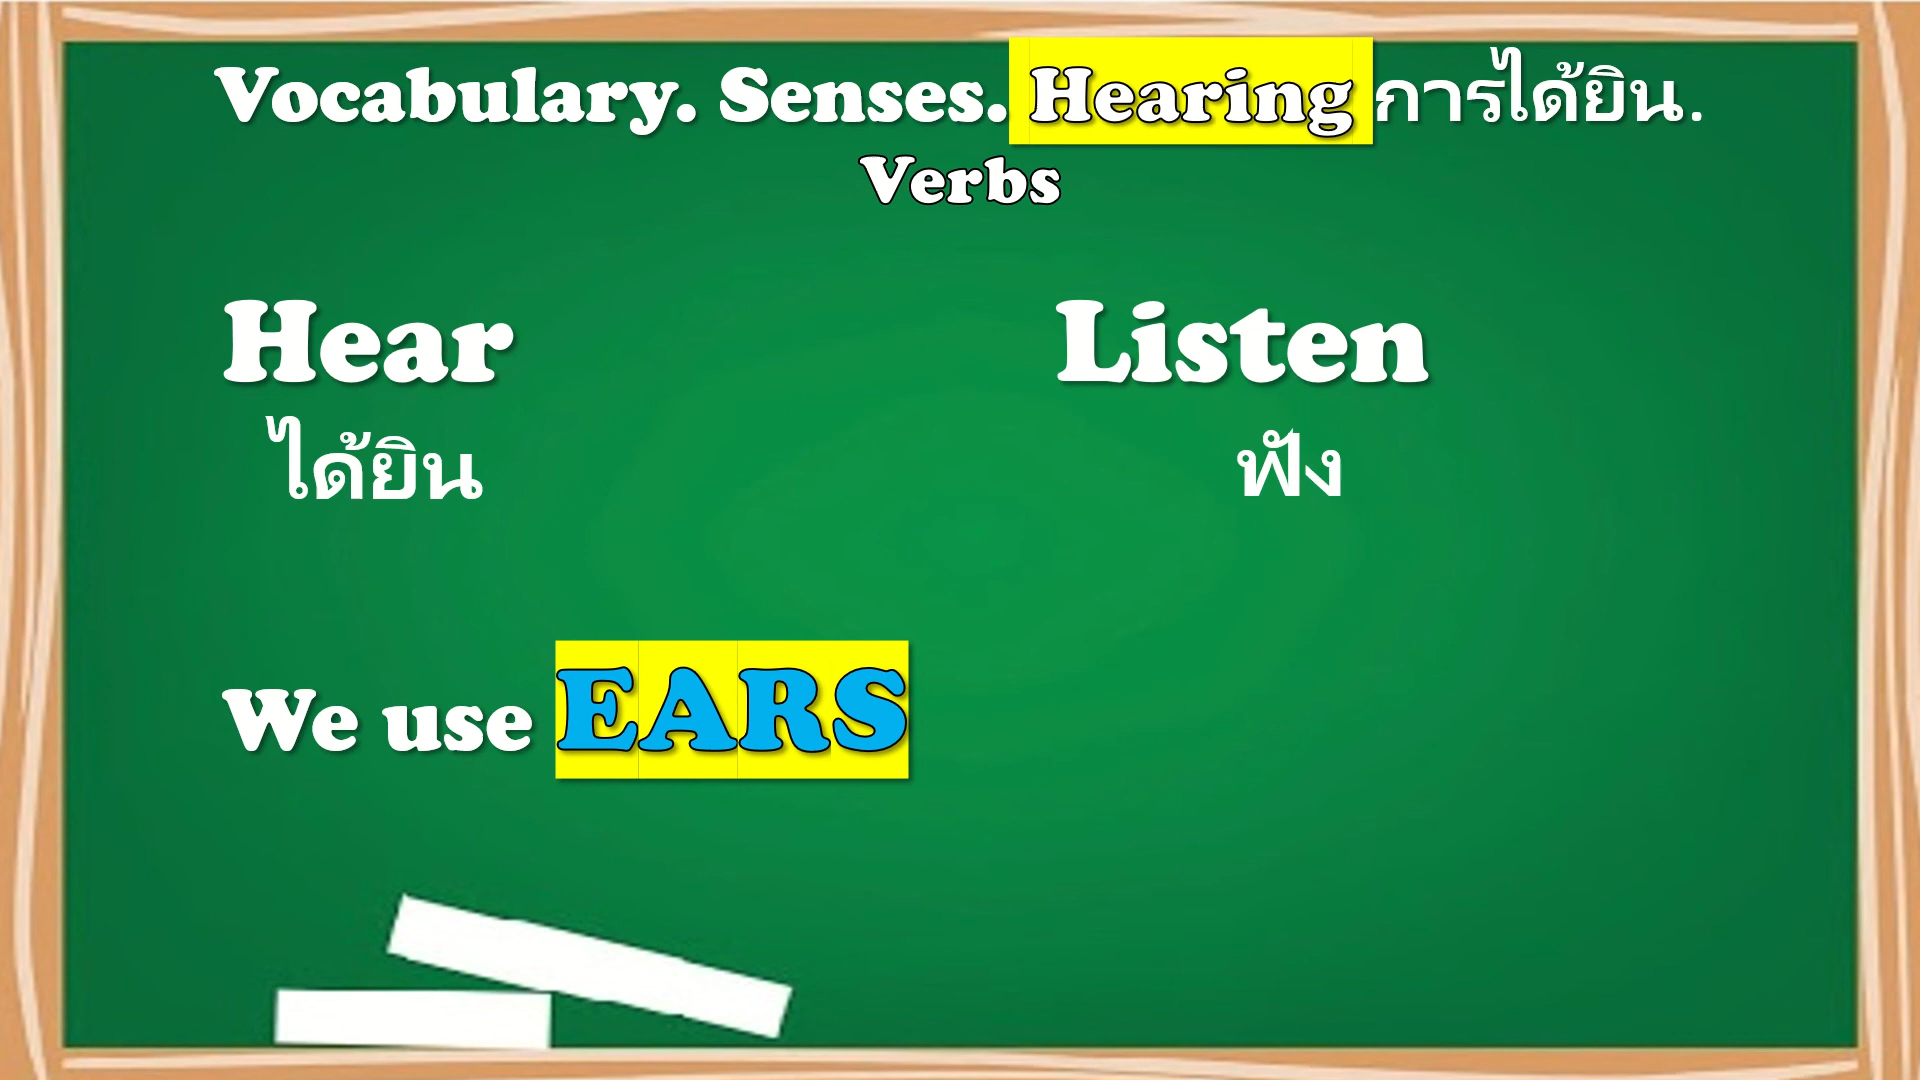 Vocabulary. Senses. Hearing การได้ยิน.
Verbs
Hear
Listen
ได้ยิน
ฟัง
We use EARS